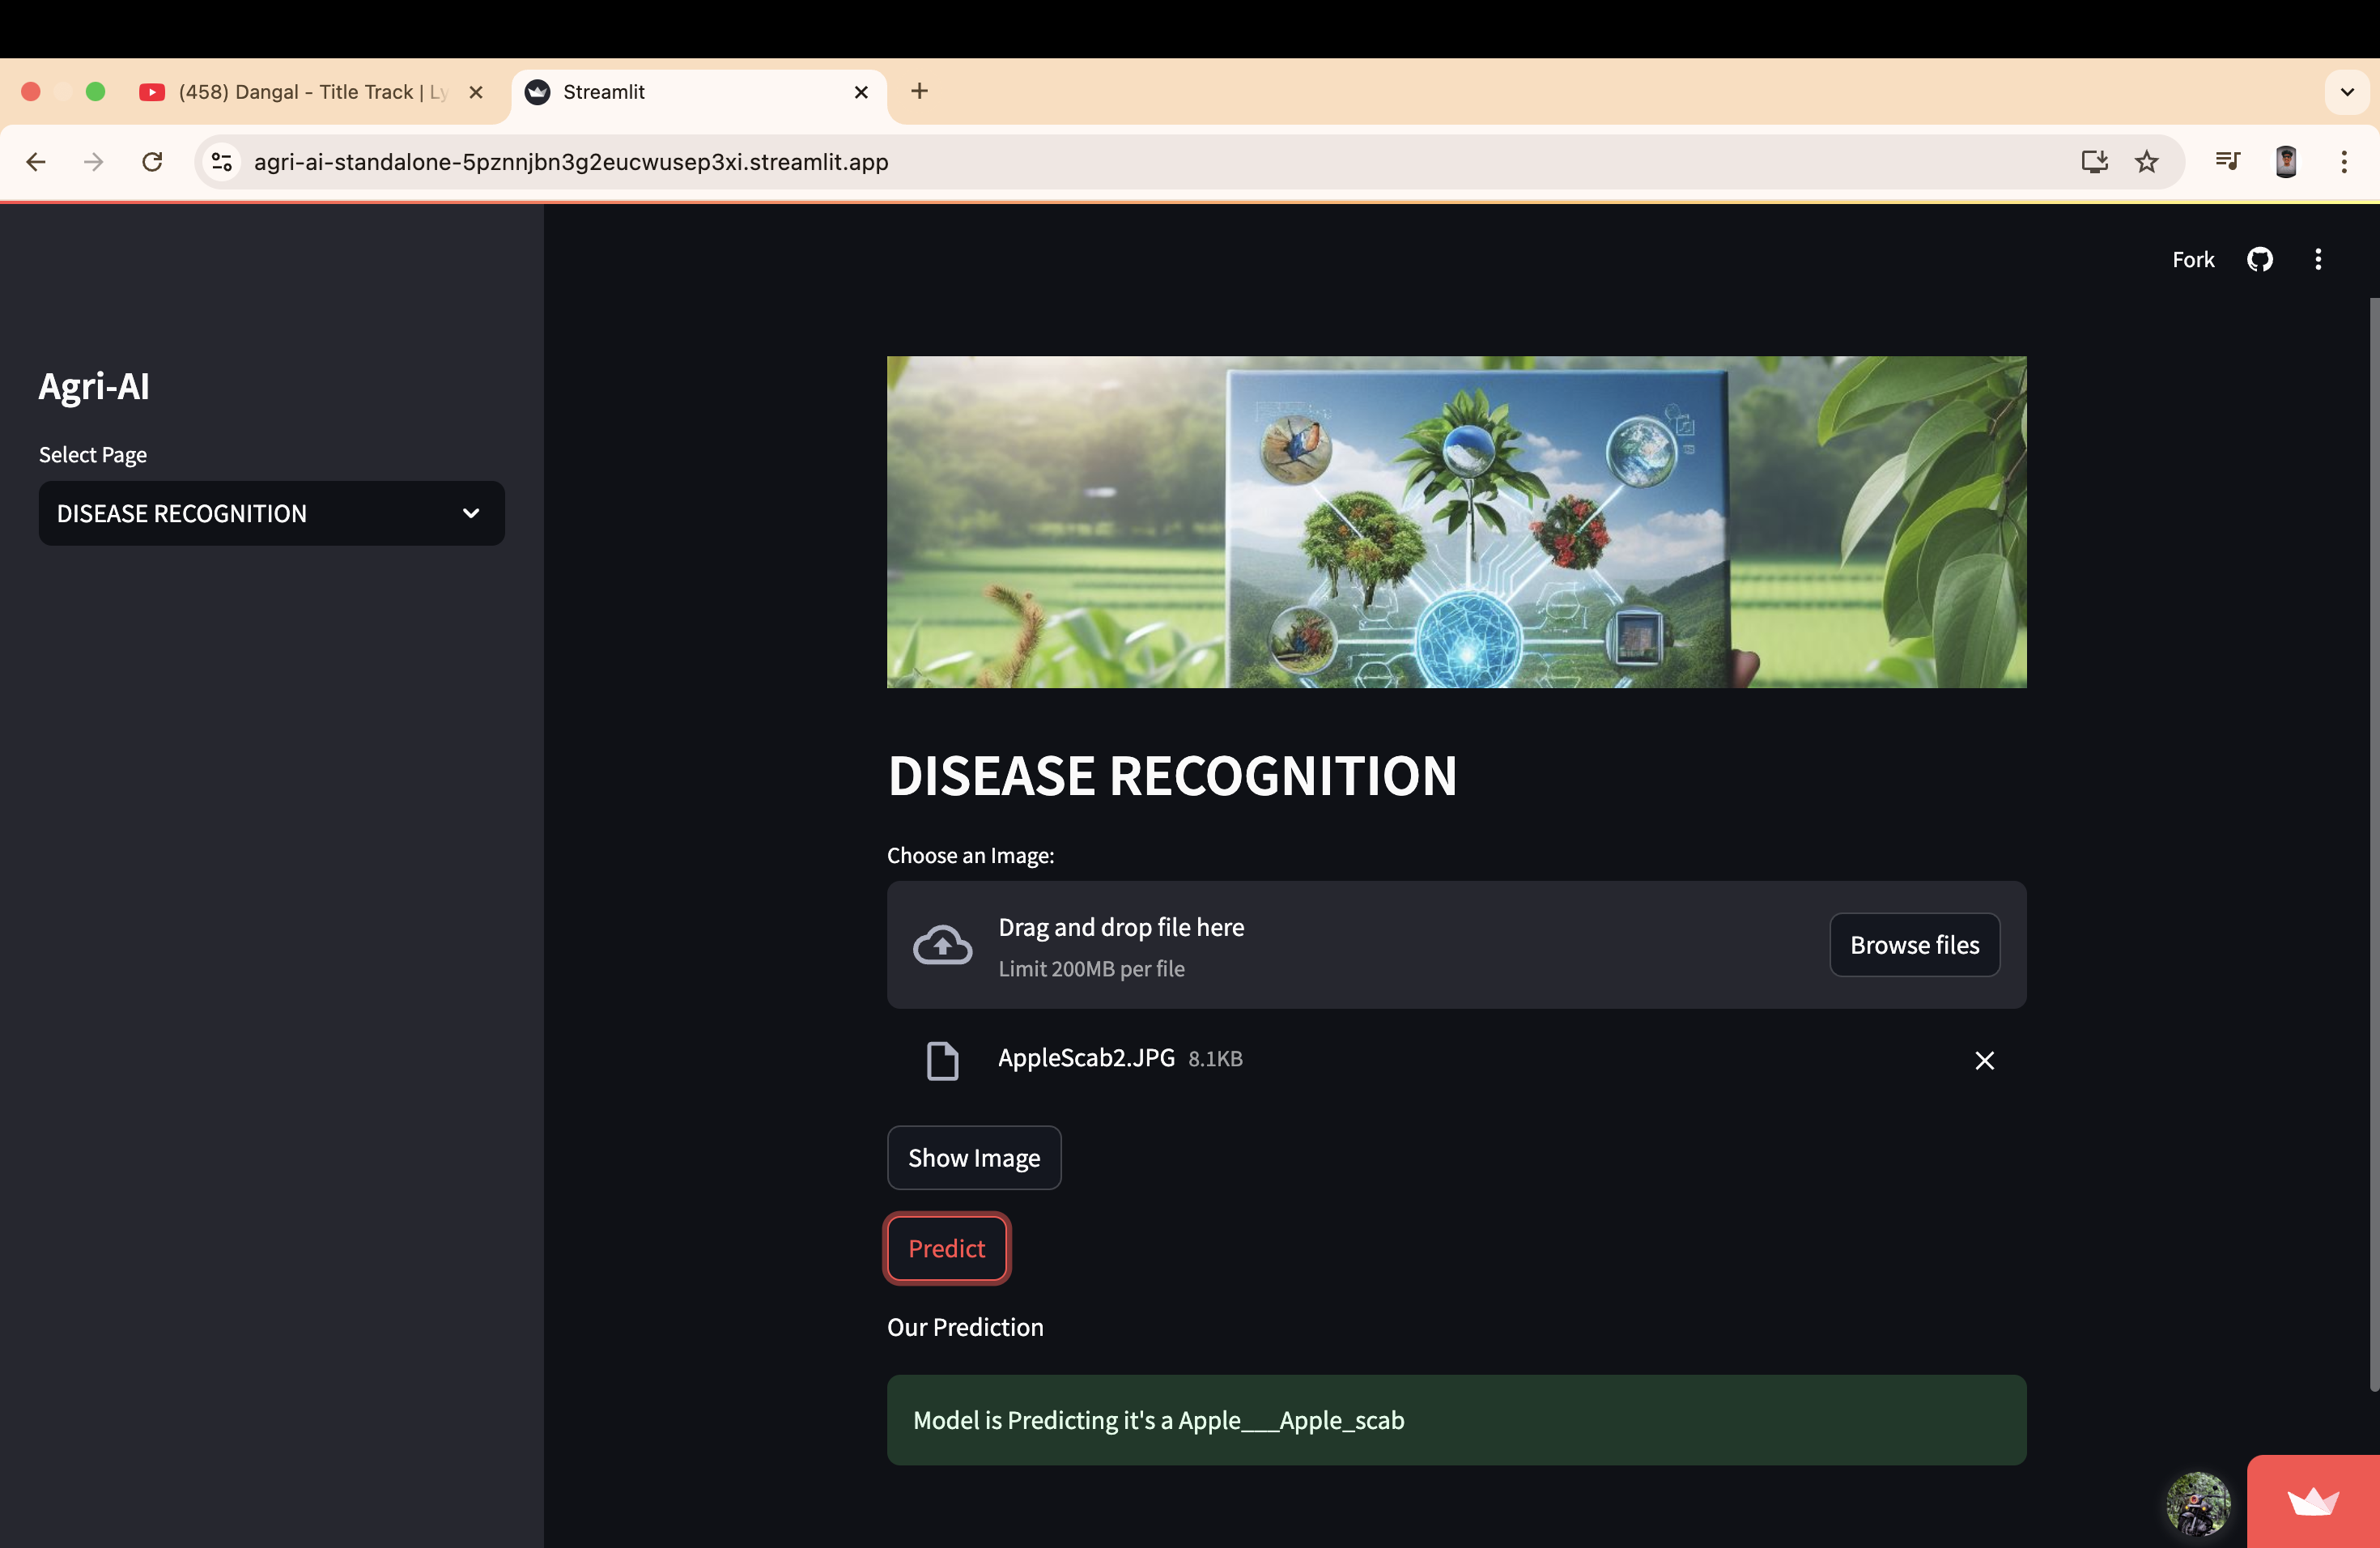 (458) Dangal - Title Track | Ly
Streamlit
agri-ai-standalone-5pznnjbn3g2eucwusep3xi.streamlit.app
Fork
Agri-AI
Select Page
DISEASE RECOGNITION
DISEASE RECOGNITION
Choose an Image:
Drag and drop file here
Limit 200MB per file
Browse files
AppleScab2.JPG 8.1KB
Show Image
Predict
Our Prediction
Model is Predicting it's a Apple___Apple_scab